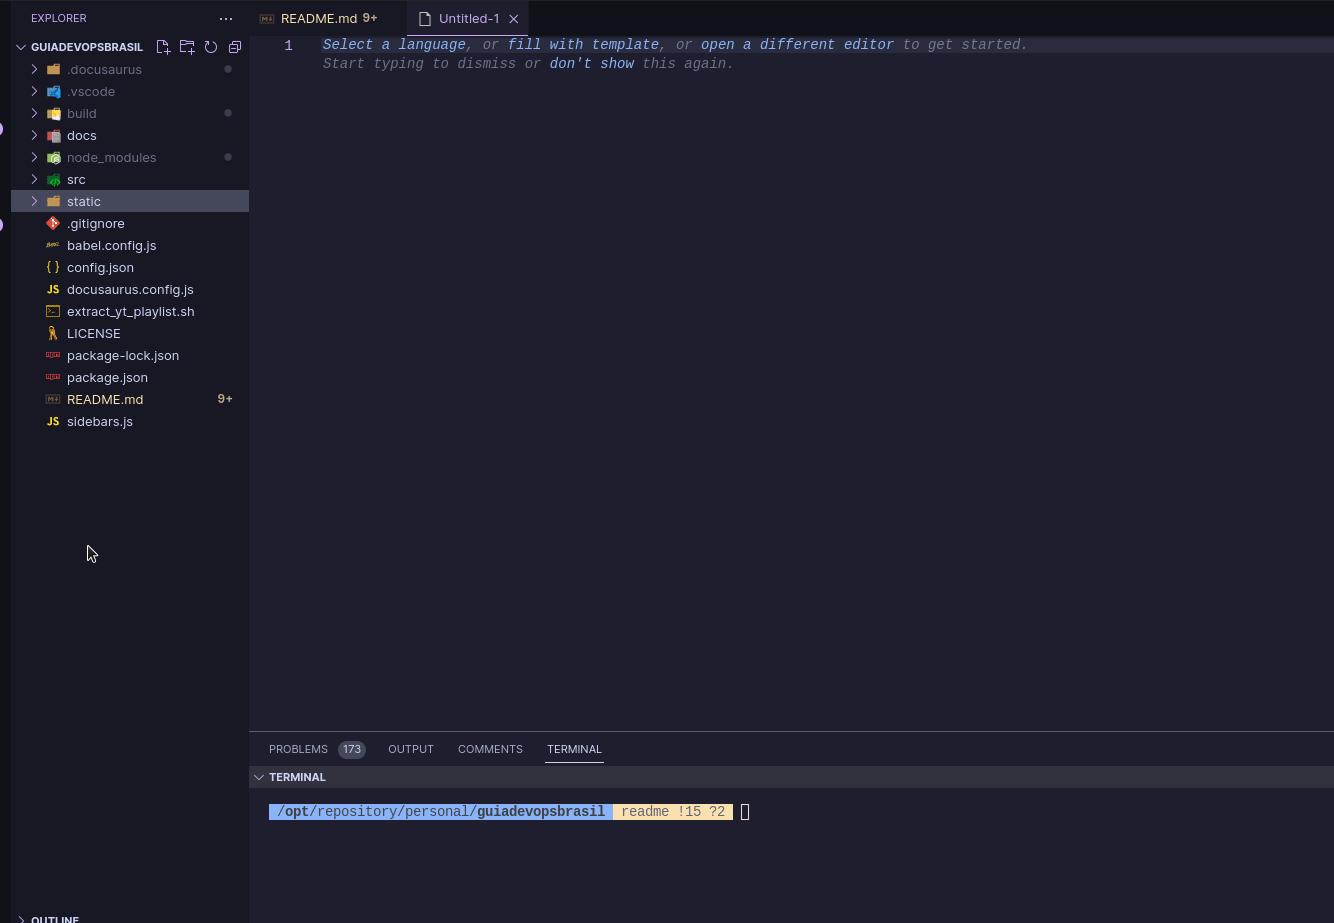 EXPLORER
README.md 9+
Untitled-1
GUIADEVOPSBRASIL
.docusaurus
.vscode
build
docs
node_modules
src
static
.gitignore
babel.config.js
config.json
JS docusaurus.config.js
extract_yt_playlist.sh
LICENSE
package-lock.json
package.json
README.md 9+
JS sidebars.js
OUTLINE
1 Select a language, or fill with template, or open a different editor to get started.
Start typing to dismiss or don't show this again.
PROBLEMS 173 OUTPUT COMMENTS TERMINAL
TERMINAL
/opt/repository/personal/guiadevopsbrasil readme !15 ?2